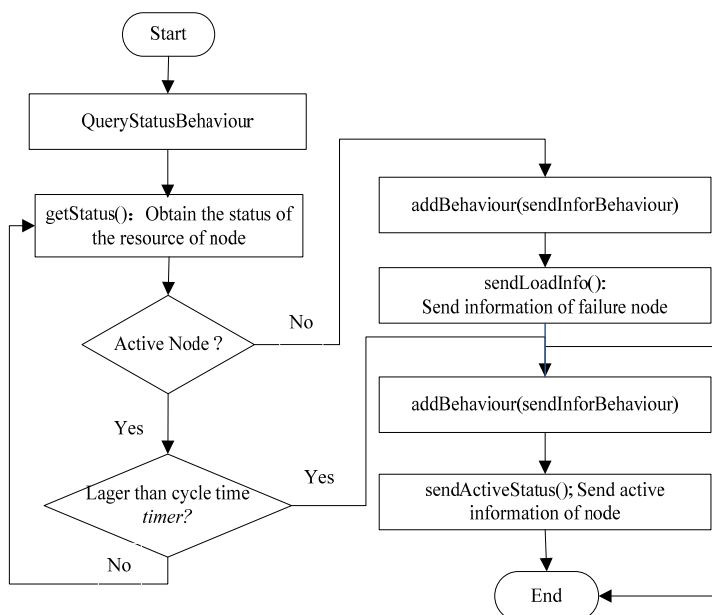 Start
QueryStatusBehaviour
getStatus(): Obtain the status of
the resource of node
Active Node ?
No
Yes
Lager than cycle time
timer?
Yes
No
addBehaviour(sendInforBehaviour)
sendLoadInfo():
Send information of failure node
addBehaviour(sendInforBehaviour)
sendActiveStatus(); Send active
information of node
End